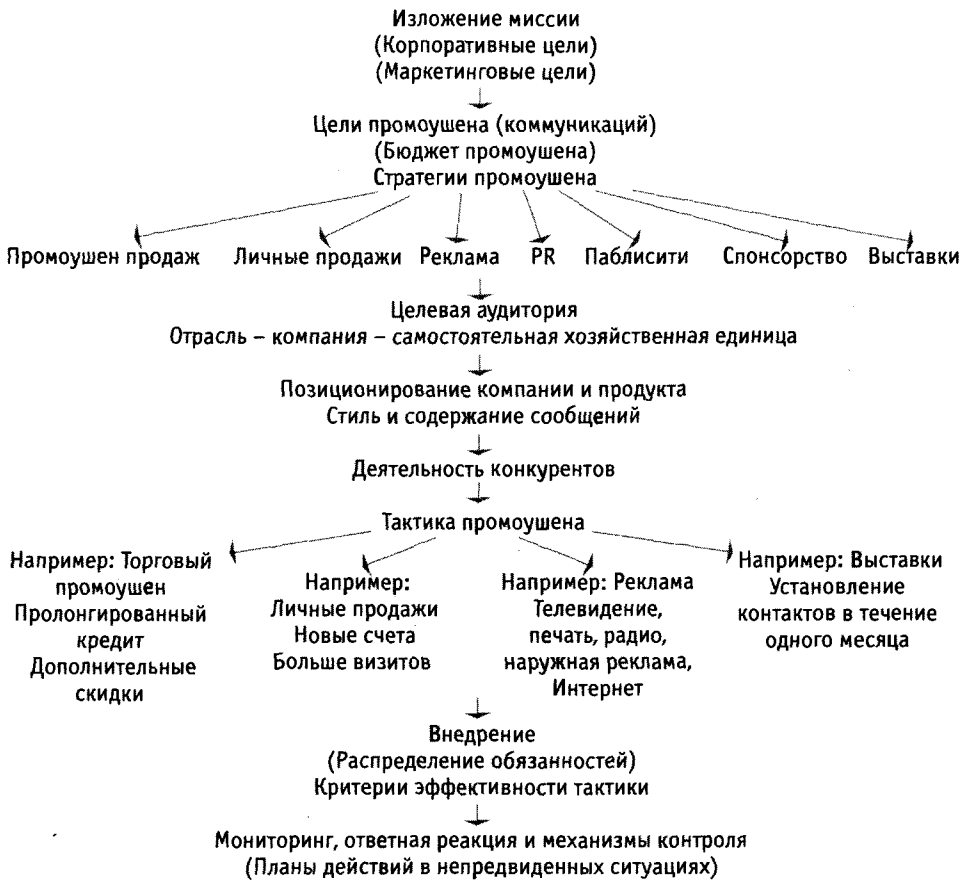 Изложение миссии
(Корпоративные цели)
(Маркетинговые цели)
Цели промоушена (коммуникаций)
(Бюджет промоушена)
Стратегии промоушена
Промоушен продаж Личные продажи Реклама PR Паблисити Спонсорство Выставки
Целевая аудитория
Отрасль – компания – самостоятельная хозяйственная единица
Позиционирование компании и продукта
Стиль и содержание сообщений
Деятельность конкурентов
Тактика промоушена
Например: Торговый
промоушен
Пролонгированный
кредит
Дополнительные
скидки
Например:
Личные продажи
Новые счета
Больше визитов
Например: Реклама
Телевидение,
печать, радио,
наружная реклама,
Интернет
Например: Выставки
Установление
контактов в течение
одного месяца
Внедрение
(Распределение обязанностей)
Критерии эффективности тактики
Мониторинг, ответная реакция и механизмы контроля
(Планы действий в непредвиденных ситуациях)